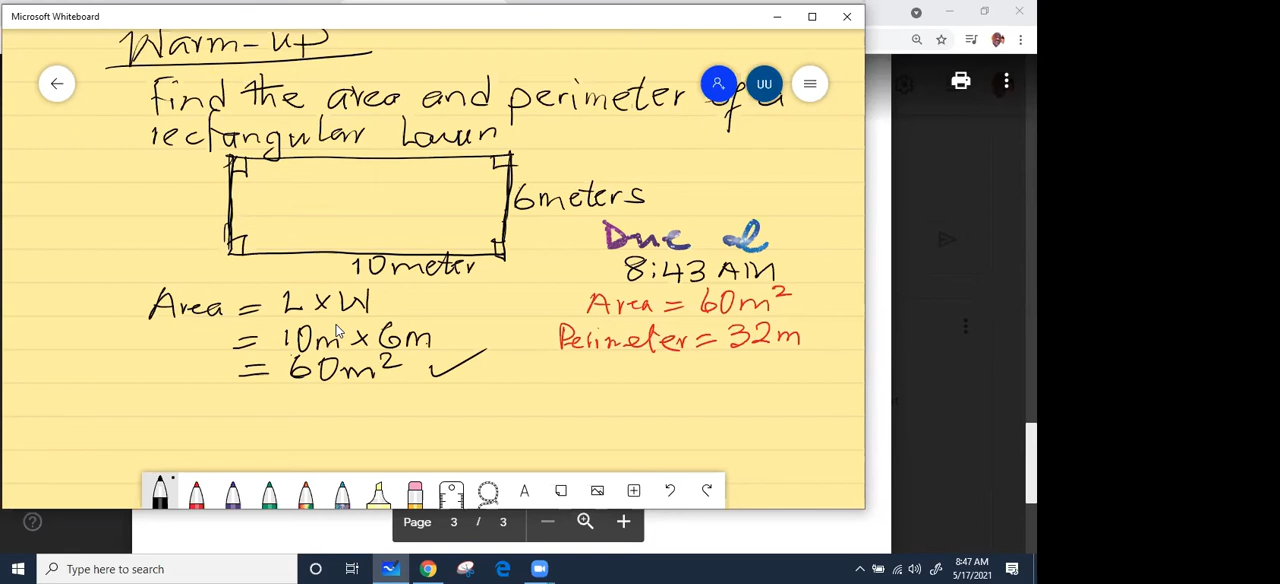 Microsoft Whiteboard
Warm-up
Find the area and perimeter of a
UU
rectangular Lawn
6meters
10meter
Due @
8:43 AM
Area = L x W
= 10m x 6m
= 60m²
Area = 60m²
Perimeter = 32m
A
Page 3 / 3
Type here to search
8:47 AM
5/17/2021